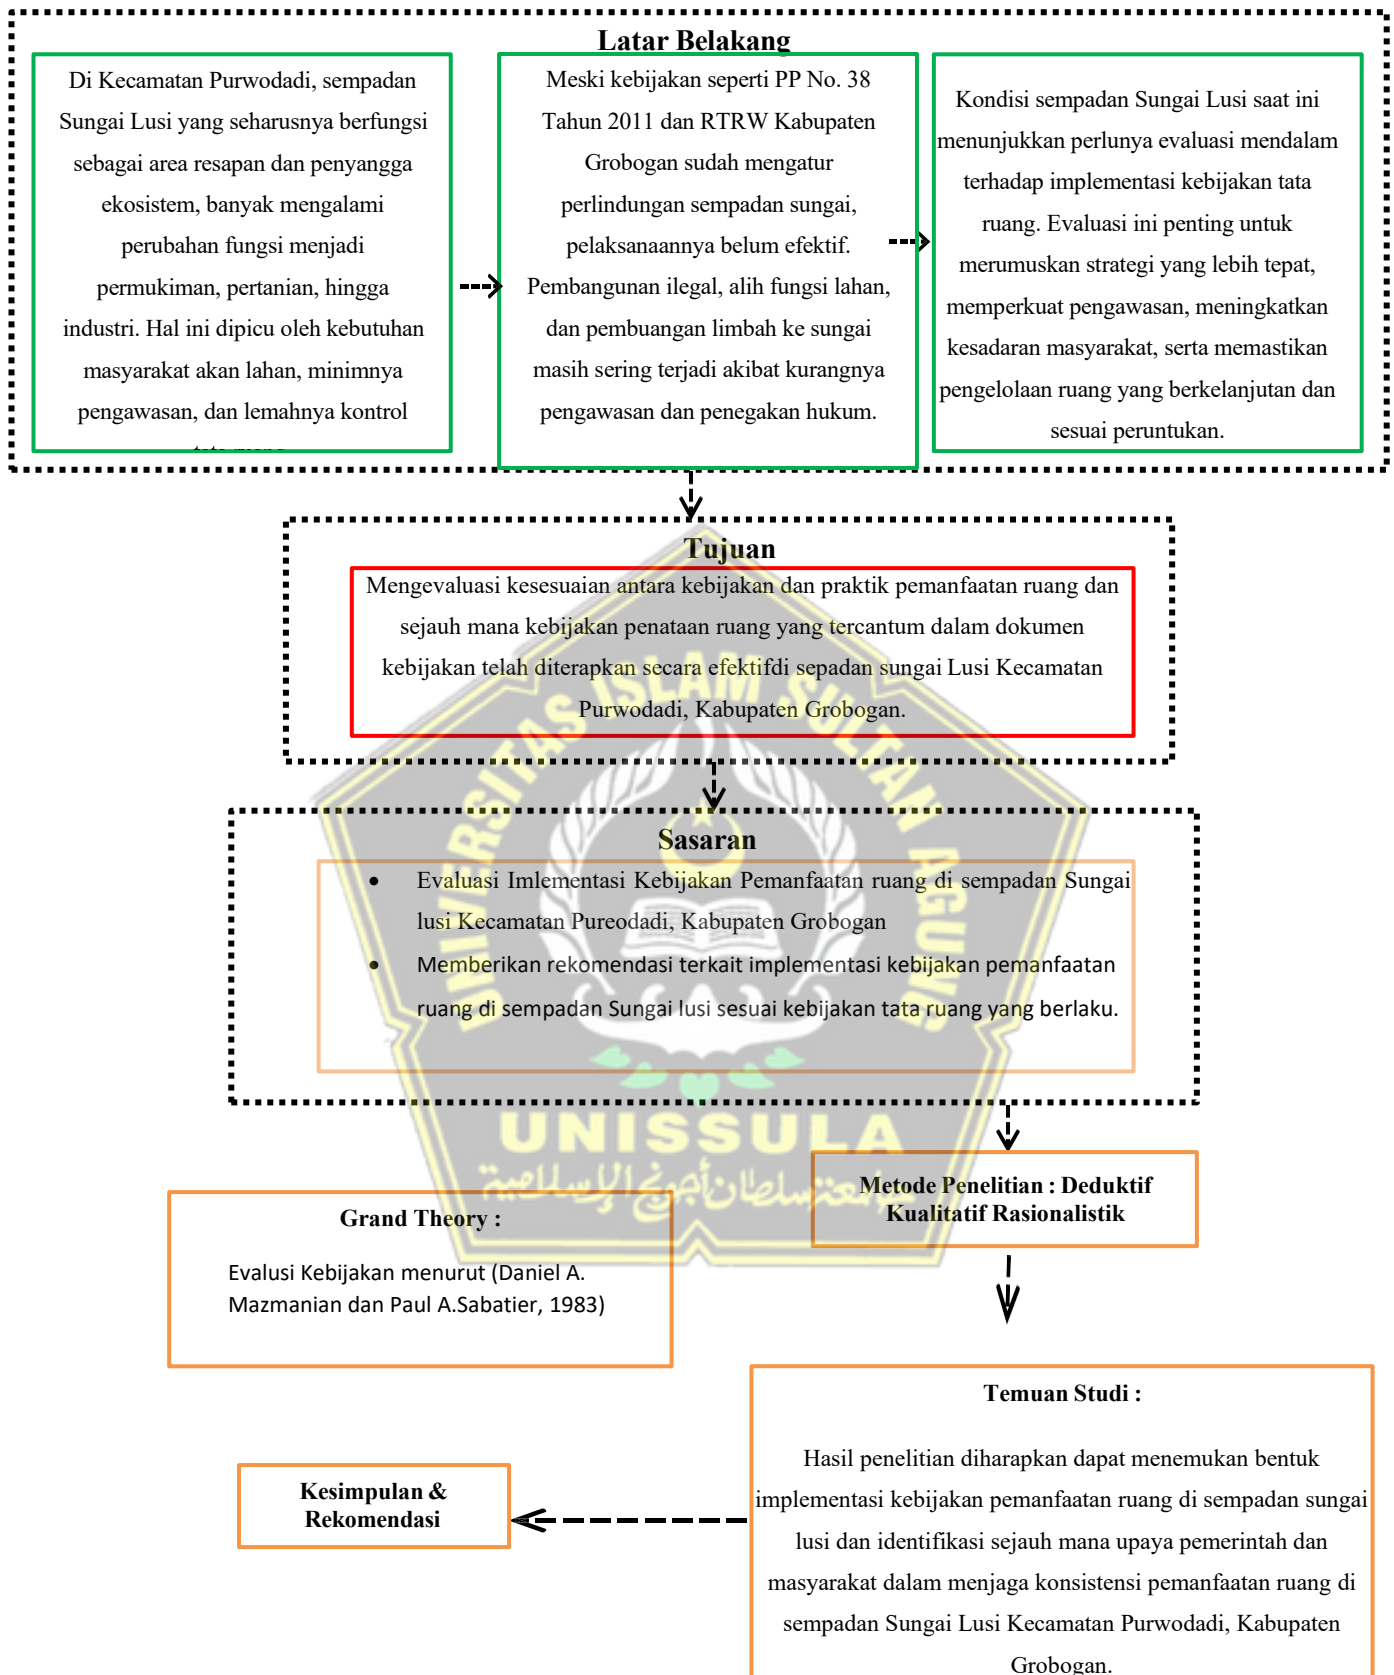 Latar Belakang
Di Kecamatan Purwodadi, sempadan
Sungai Lusi yang seharusnya berfungsi
sebagai area resapan dan penyangga
ekosistem, banyak mengalami
perubahan fungsi menjadi
permukiman, pertanian, hingga
industri. Hal ini dipicu oleh kebutuhan
masyarakat akan lahan, minimnya
pengawasan, dan lemahnya kontrol
Meski kebijakan seperti PP No. 38
Tahun 2011 dan RTRW Kabupaten
Grobogan sudah mengatur
perlindungan sempadan sungai,
pelaksanaannya belum efektif.
Pembangunan ilegal, alih fungsi lahan,
dan pembuangan limbah ke sungai
masih sering terjadi akibat kurangnya
pengawasan dan penegakan hukum.
Kondisi sempadan Sungai Lusi saat ini
menunjukkan perlunya evaluasi mendalam
terhadap implementasi kebijakan tata
ruang. Evaluasi ini penting untuk
merumuskan strategi yang lebih tepat,
memperkuat pengawasan, meningkatkan
kesadaran masyarakat, serta memastikan
pengelolaan ruang yang berkelanjutan dan
sesuai peruntukan.
Tujuan
Mengevaluasi kesesuaian antara kebijakan dan praktik pemanfaatan ruang dan
sejauh mana kebijakan penataan ruang yang tercantum dalam dokumen
kebijakan telah diterapkan secara efektifdi sepadan sungai Lusi Kecamatan
Purwodadi, Kabupaten Grobogan.
Sasaran
• Evaluasi Imlementasi Kebijakan Pemanfaatan ruang di sempadan Sungai
lusi Kecamatan Pureodadi, Kabupaten Grobogan
• Memberikan rekomendasi terkait implementasi kebijakan pemanfaatan
ruang di sempadan Sungai lusi sesuai kebijakan tata ruang yang berlaku.
UNIVERSITAS ISLAM SULTAN AGUNG
UNISSULA
جامعة سلطان أجونج الإسلامية
Metode Penelitian : Deduktif
Kualitatif Rasionalistik
Grand Theory :
Evalusi Kebijakan menurut (Daniel A.
Mazmanian dan Paul A.Sabatier, 1983)
Temuan Studi :
Hasil penelitian diharapkan dapat menemukan bentuk
implementasi kebijakan pemanfaatan ruang di sempadan sungai
lusi dan identifikasi sejauh mana upaya pemerintah dan
masyarakat dalam menjaga konsistensi pemanfaatan ruang di
sempadan Sungai Lusi Kecamatan Purwodadi, Kabupaten
Grobogan.
Kesimpulan &
Rekomendasi